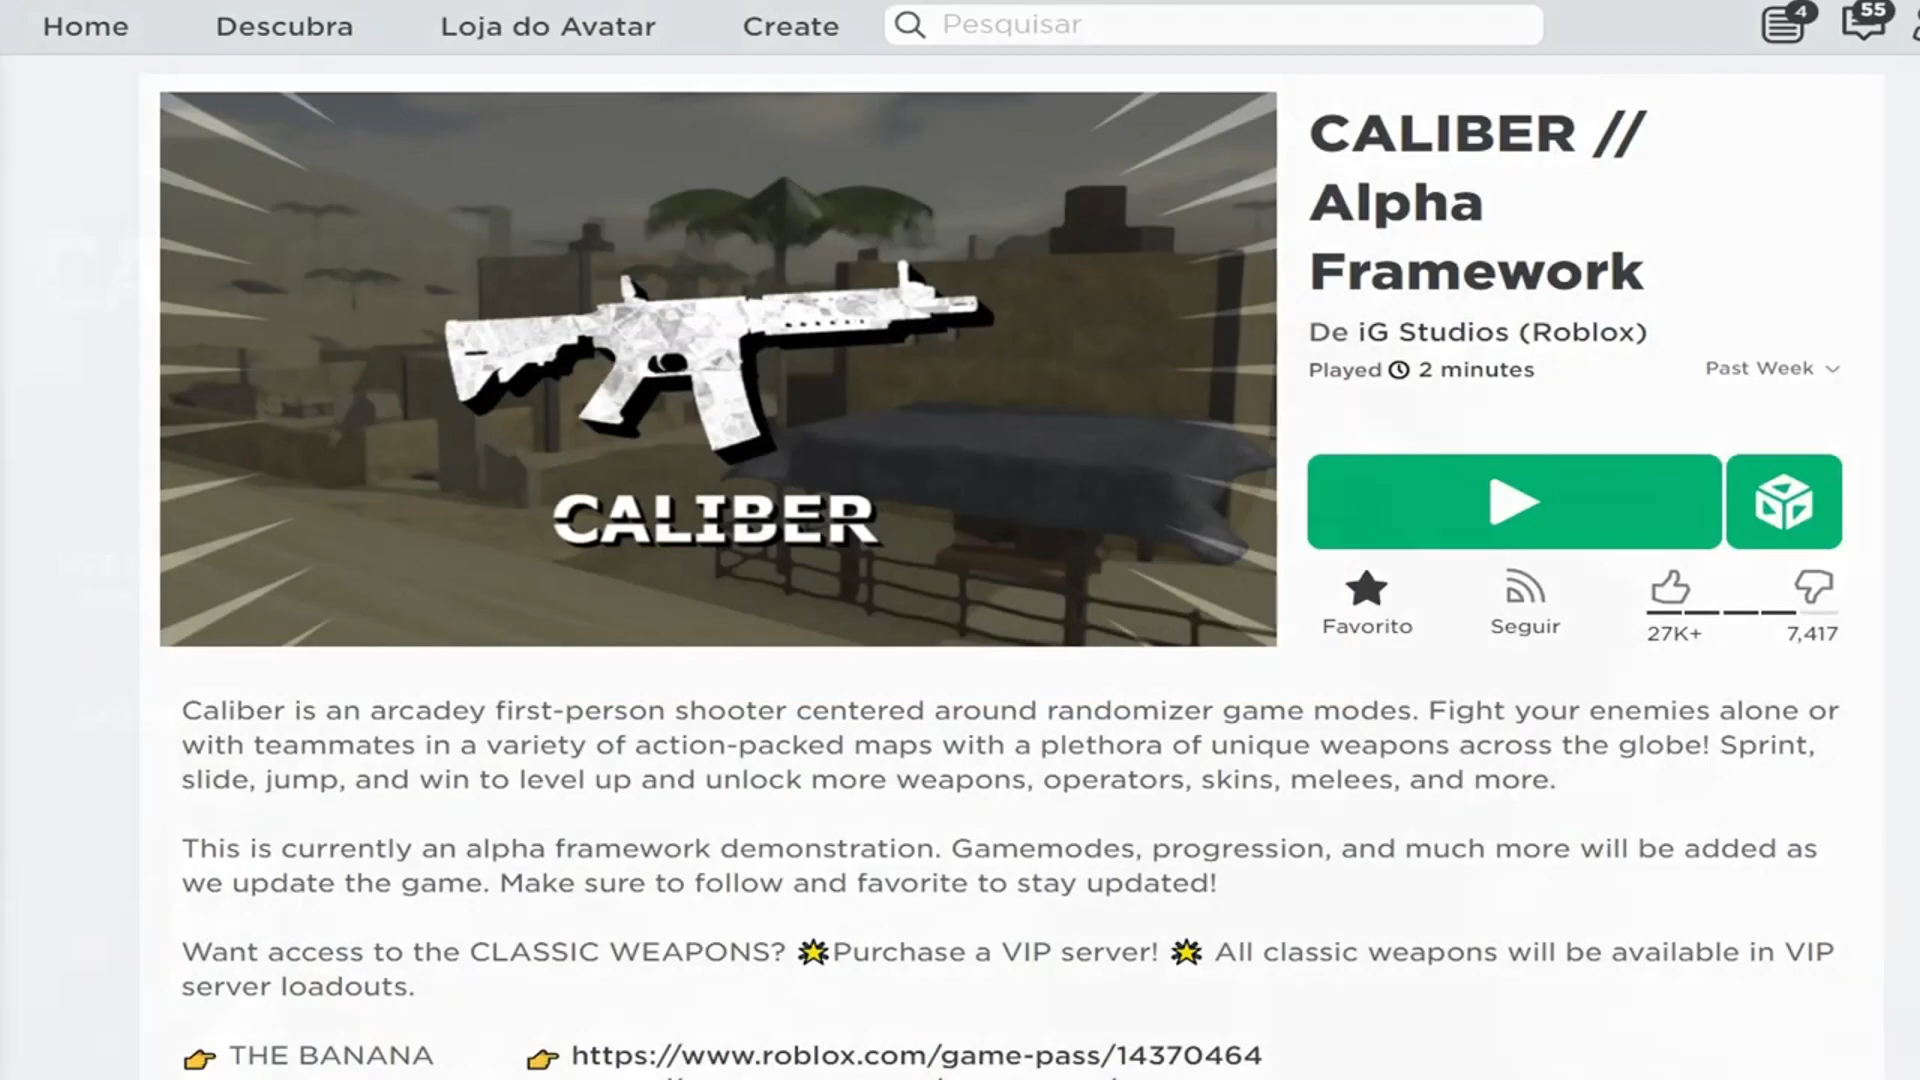 Home Descubra Loja do Avatar Create Pesquisar 4 55
CALIBER //
Alpha
Framework
De iG Studios (Roblox)
Played 2 minutes Past Week
CALIBER
Favorito Seguir 27K+ 7,417
Caliber is an arcadey first-person shooter centered around randomizer game modes. Fight your enemies alone or
with teammates in a variety of action-packed maps with a plethora of unique weapons across the globe! Sprint,
slide, jump, and win to level up and unlock more weapons, operators, skins, melees, and more.
This is currently an alpha framework demonstration. Gamemodes, progression, and much more will be added as
we update the game. Make sure to follow and favorite to stay updated!
Want access to the CLASSIC WEAPONS? 🌟Purchase a VIP server! 🌟 All classic weapons will be available in VIP
server loadouts.
👉 THE BANANA 👉 https://www.roblox.com/game-pass/14370464